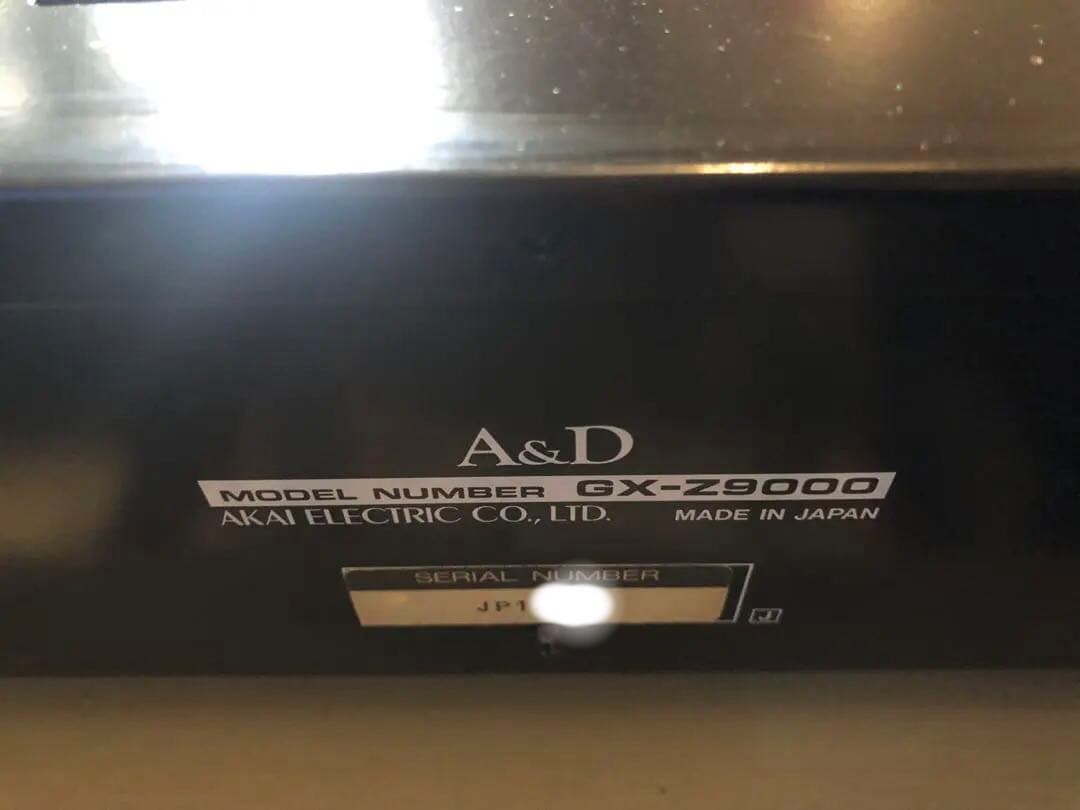 A&D
MODEL NUMBER GX-Z9000
AKAI ELECTRIC CO., LTD. MADE IN JAPAN
SERIAL NUMBER
JP1
J